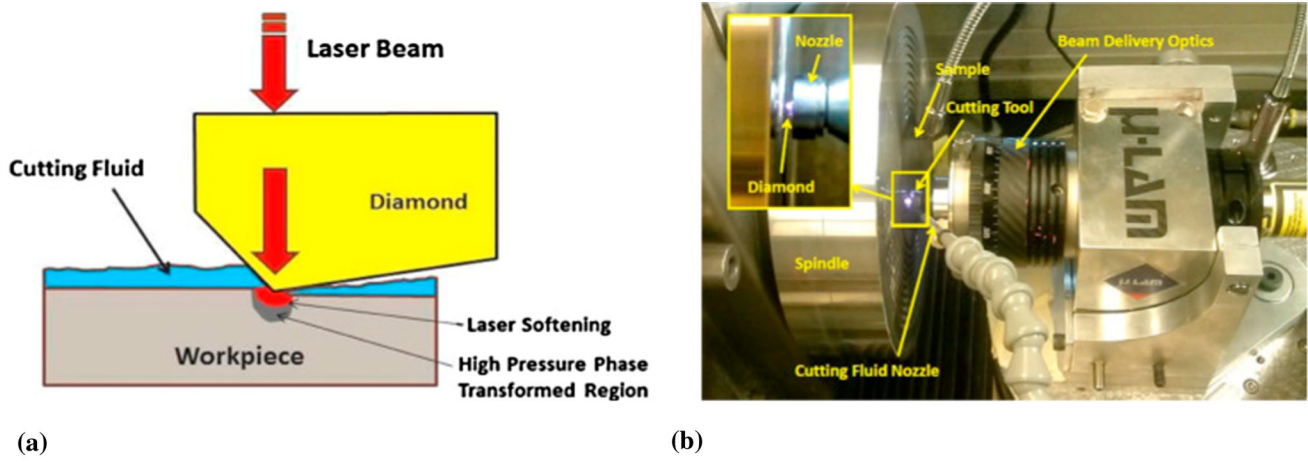 Laser Beam
Cutting Fluid
Diamond
Workpiece
Laser Softening
High Pressure Phase
Transformed Region
(a)
Nozzle
Diamond
Beam Delivery Optics
Sample
Cutting Tool
µ-LAM
µ-LAM
Spindle
Cutting Fluid Nozzle
(b)